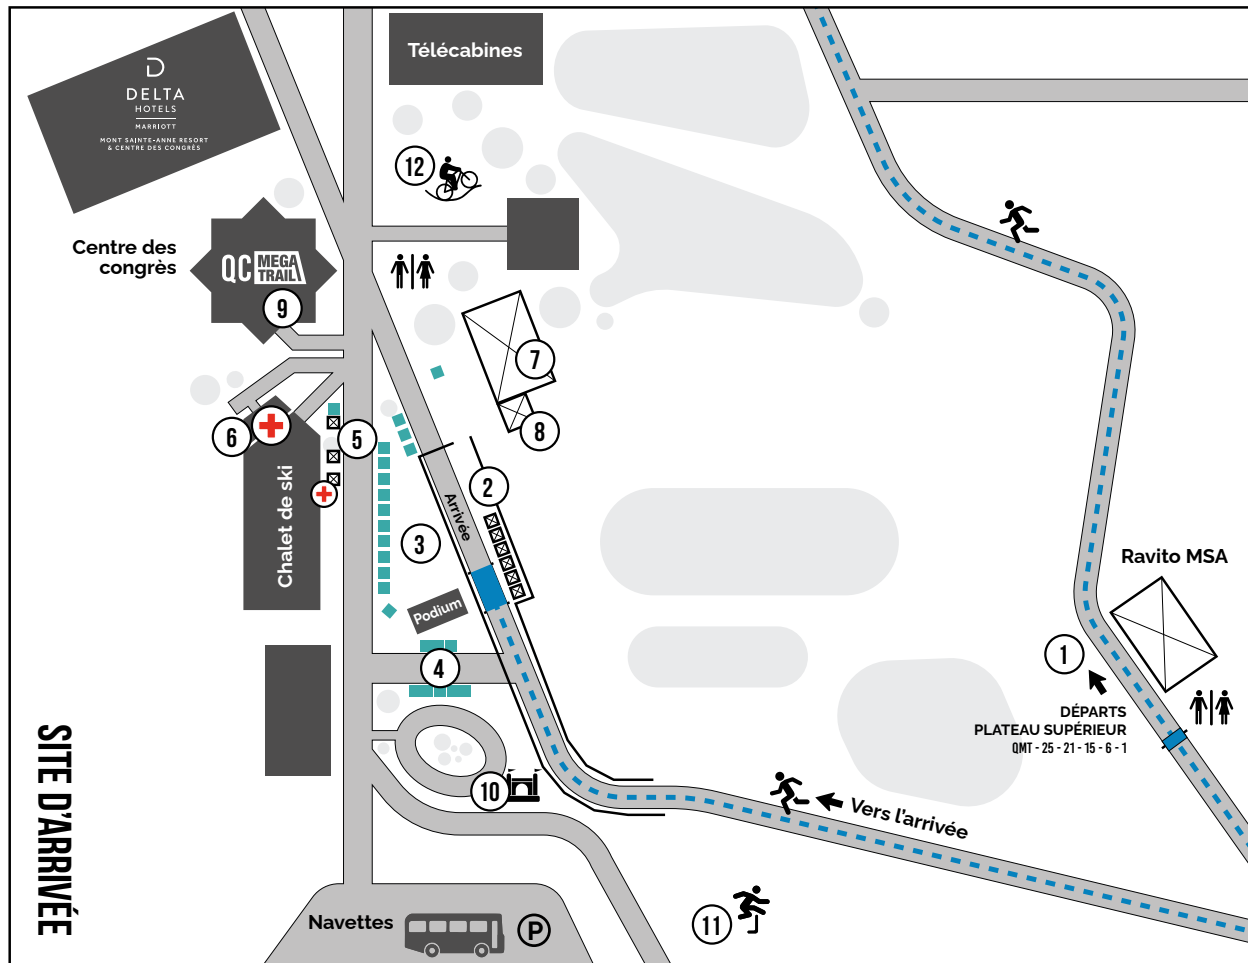 Télécabines
DELTA
HOTELS
MARRIOTT
MONT SAINTE-ANNE RESORT
& CENTRE DES CONGRÈS
12
Centre des
congrès
QC MEGA
TRAIL
9
7
8
6
5
2
Arrivée
3
Chalet de ski
Podium
4
Ravito MSA
1
DÉPARTS
PLATEAU SUPÉRIEUR
QMT - 25 - 21 - 15 - 6 - 1
10
Vers l'arrivée
SITE D'ARRIVÉE
Navettes
P
11